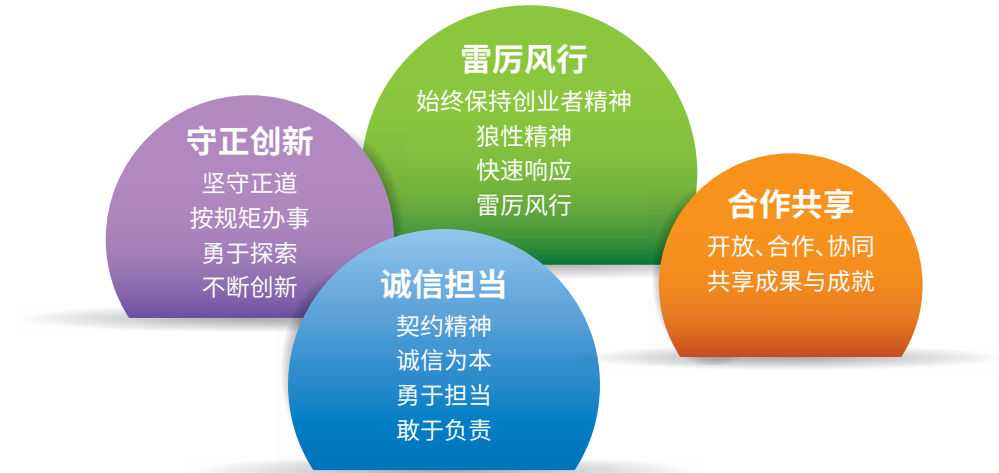 守正创新
坚守正道
按规矩办事
勇于探索
不断创新
雷厉风行
始终保持创业者精神
狼性精神
快速响应
雷厉风行
诚信担当
契约精神
诚信为本
勇于担当
敢于负责
合作共享
开放、合作、协同
共享成果与成就